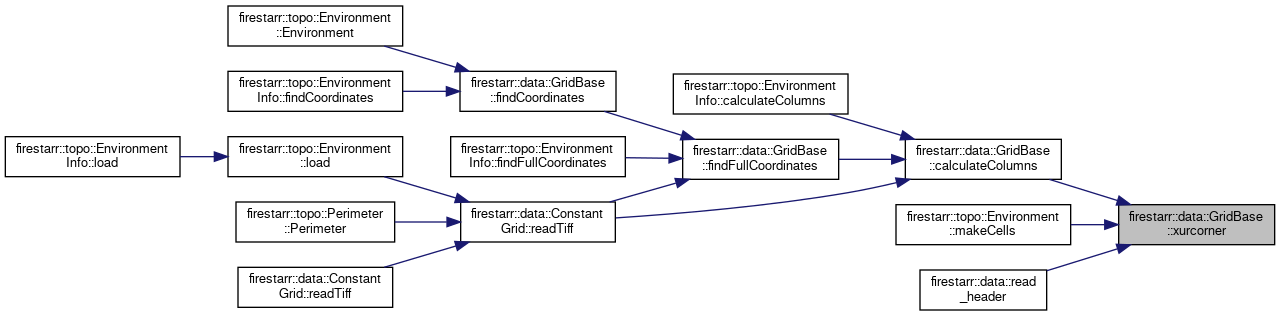 firestarr::topo::Environment
::Environment
firestarr::topo::Environment
Info::findCoordinates
firestarr::data::GridBase
::findCoordinates
firestarr::topo::Environment
Info::calculateColumns
firestarr::topo::Environment
Info::load
firestarr::topo::Environment
::load
firestarr::topo::Environment
Info::findFullCoordinates
firestarr::data::GridBase
::findFullCoordinates
firestarr::data::GridBase
::calculateColumns
firestarr::topo::Perimeter
::Perimeter
firestarr::data::Constant
Grid::readTiff
firestarr::topo::Environment
::makeCells
firestarr::data::GridBase
::xurcorner
firestarr::data::Constant
Grid::readTiff
firestarr::data::read
_header